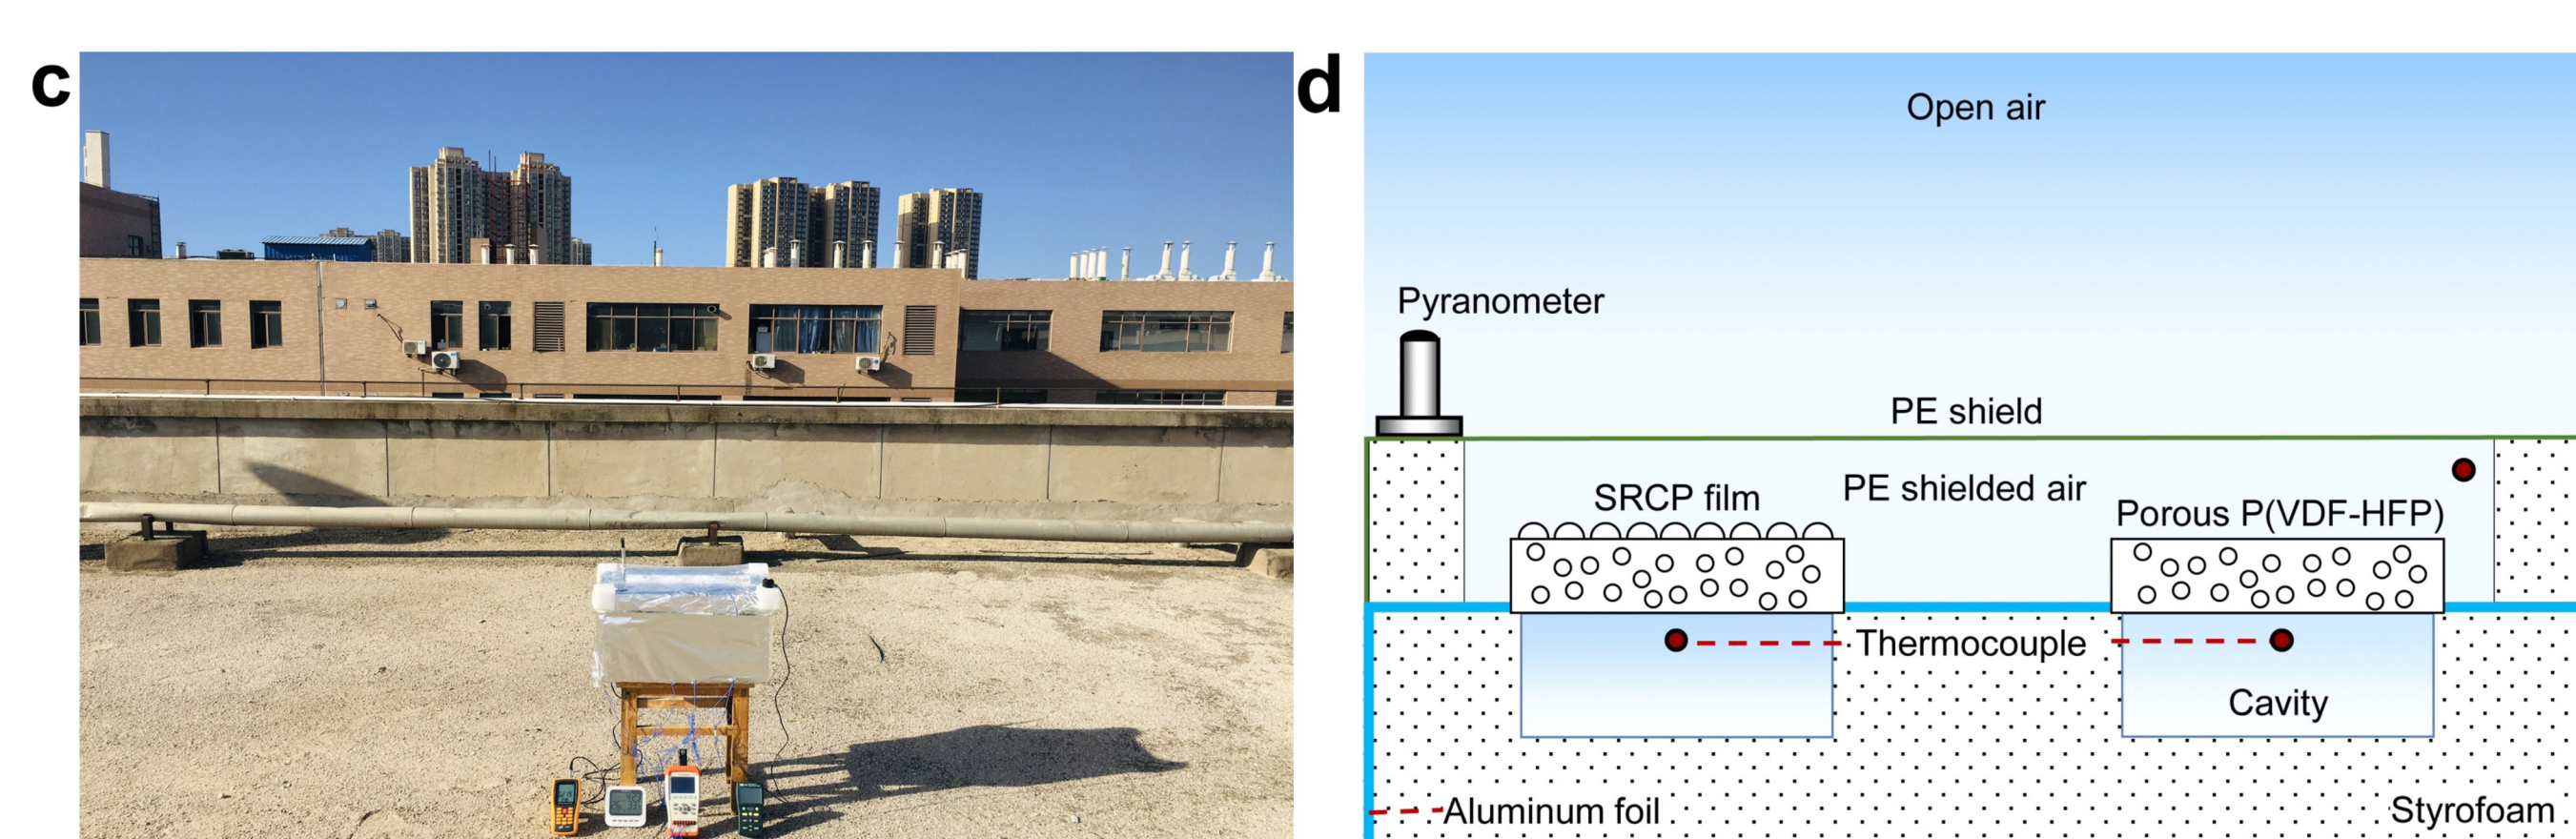 c
d
Open air
Pyranometer
PE shield
SRCP film
PE shielded air
Porous P(VDF-HFP)
Thermocouple
Cavity
Aluminum foil
Styrofoam